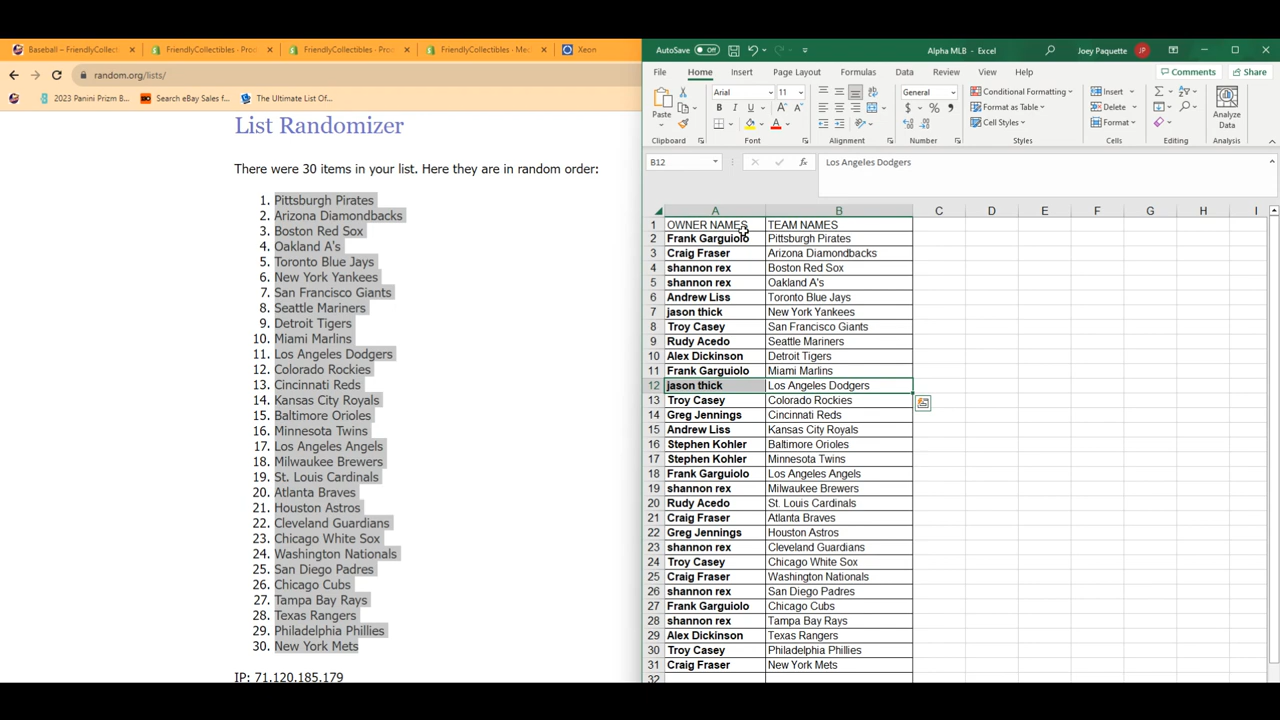 Baseball – FriendlyCollect
FriendlyCollectibles · Prod
FriendlyCollectibles · Prod
FriendlyCollectibles · Med
Xeon
random.org/lists/
2023 Panini Prizm B...
Search eBay Sales f...
The Ultimate List Of...
List Randomizer
There were 30 items in your list. Here they are in random order:
1. Pittsburgh Pirates
2. Arizona Diamondbacks
3. Boston Red Sox
4. Oakland A's
5. Toronto Blue Jays
6. New York Yankees
7. San Francisco Giants
8. Seattle Mariners
9. Detroit Tigers
10. Miami Marlins
11. Los Angeles Dodgers
12. Colorado Rockies
13. Cincinnati Reds
14. Kansas City Royals
15. Baltimore Orioles
16. Minnesota Twins
17. Los Angeles Angels
18. Milwaukee Brewers
19. St. Louis Cardinals
20. Atlanta Braves
21. Houston Astros
22. Cleveland Guardians
23. Chicago White Sox
24. Washington Nationals
25. San Diego Padres
26. Chicago Cubs
27. Tampa Bay Rays
28. Texas Rangers
29. Philadelphia Phillies
30. New York Mets
IP: 71.120.185.179
AutoSave Off Alpha MLB - Excel Joey Paquette JP
File Home Insert Page Layout Formulas Data Review View Help Comments Share
Paste
Arial 11
General
Conditional Formatting
Format as Table
Cell Styles
Insert
Delete
Format
Analyze
Data
Clipboard Font Alignment Number Styles Cells Editing Analysis
B12 fx Los Angeles Dodgers
A B C D E F G H I
1 OWNER NAMES TEAM NAMES
2 Frank Garguiolo Pittsburgh Pirates
3 Craig Fraser Arizona Diamondbacks
4 shannon rex Boston Red Sox
5 shannon rex Oakland A's
6 Andrew Liss Toronto Blue Jays
7 jason thick New York Yankees
8 Troy Casey San Francisco Giants
9 Rudy Acedo Seattle Mariners
10 Alex Dickinson Detroit Tigers
11 Frank Garguiolo Miami Marlins
12 jason thick Los Angeles Dodgers
13 Troy Casey Colorado Rockies
14 Greg Jennings Cincinnati Reds
15 Andrew Liss Kansas City Royals
16 Stephen Kohler Baltimore Orioles
17 Stephen Kohler Minnesota Twins
18 Frank Garguiolo Los Angeles Angels
19 shannon rex Milwaukee Brewers
20 Rudy Acedo St. Louis Cardinals
21 Craig Fraser Atlanta Braves
22 Greg Jennings Houston Astros
23 shannon rex Cleveland Guardians
24 Troy Casey Chicago White Sox
25 Craig Fraser Washington Nationals
26 shannon rex San Diego Padres
27 Frank Garguiolo Chicago Cubs
28 shannon rex Tampa Bay Rays
29 Alex Dickinson Texas Rangers
30 Troy Casey Philadelphia Phillies
31 Craig Fraser New York Mets
32